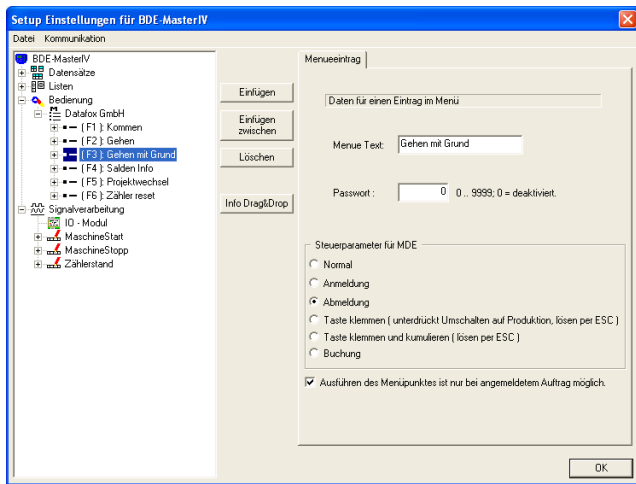 Setup Einstellungen für BDE-MasterIV
Datei Kommunikation
BDE-MasterIV
Datensätze
Listen
Bedienung
Datafox GmbH
( F1 ): Kommen
( F2 ): Gehen
( F3 ): Gehen mit Grund
( F4 ): Salden Info
( F5 ): Projektwechsel
( F6 ): Zähler reset
Signalverarbeitung
IO - Modul
MaschineStart
MaschineStopp
Zählerstand
Einfügen
Einfügen
zwischen
Löschen
Info Drag&Drop
Menueeintrag
Daten für einen Eintrag im Menü
Menue Text: Gehen mit Grund
Passwort : 0 0 .. 9999; 0 = deaktiviert.
Steuerparameter für MDE
Normal
Anmeldung
Abmeldung
Taste klemmen ( unterdrückt Umschalten auf Produktion, lösen per ESC )
Taste klemmen und kumulieren ( lösen per ESC )
Buchung
Ausführen des Menüpunktes ist nur bei angemeldetem Auftrag möglich.
OK